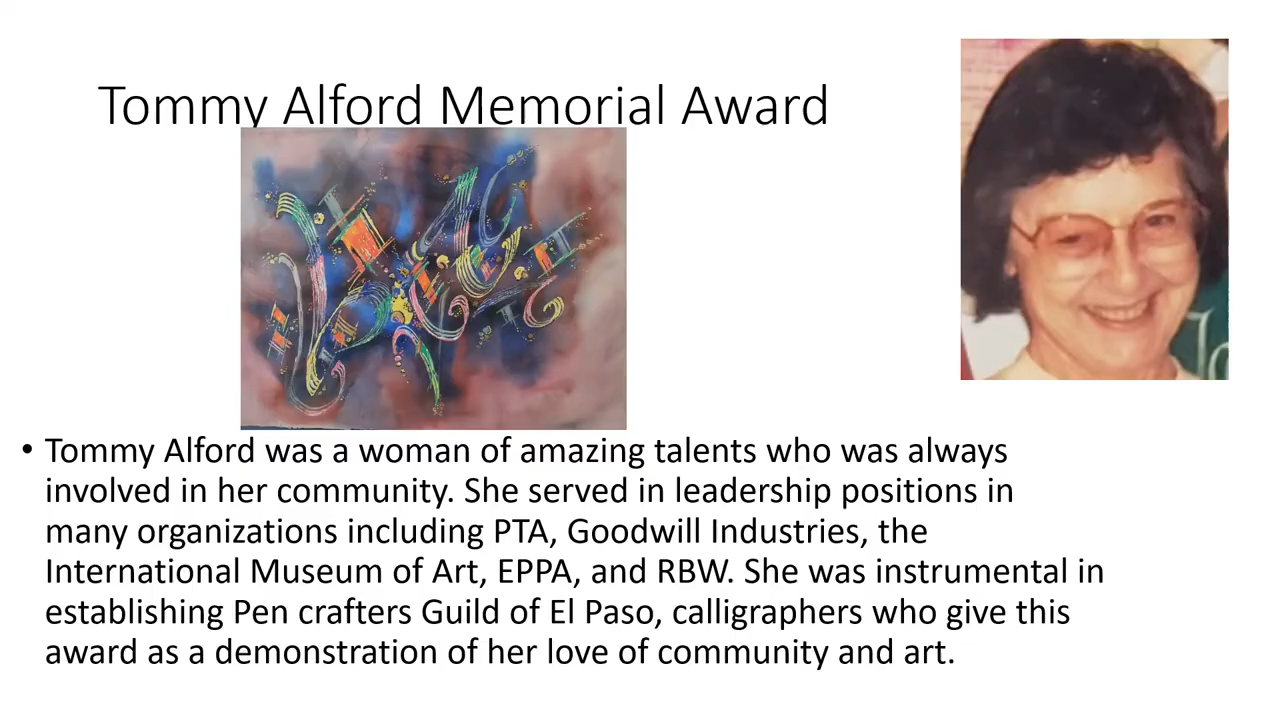 Tommy Alford Memorial Award
• Tommy Alford was a woman of amazing talents who was always
involved in her community. She served in leadership positions in
many organizations including PTA, Goodwill Industries, the
International Museum of Art, EPPA, and RBW. She was instrumental in
establishing Pen crafters Guild of El Paso, calligraphers who give this
award as a demonstration of her love of community and art.